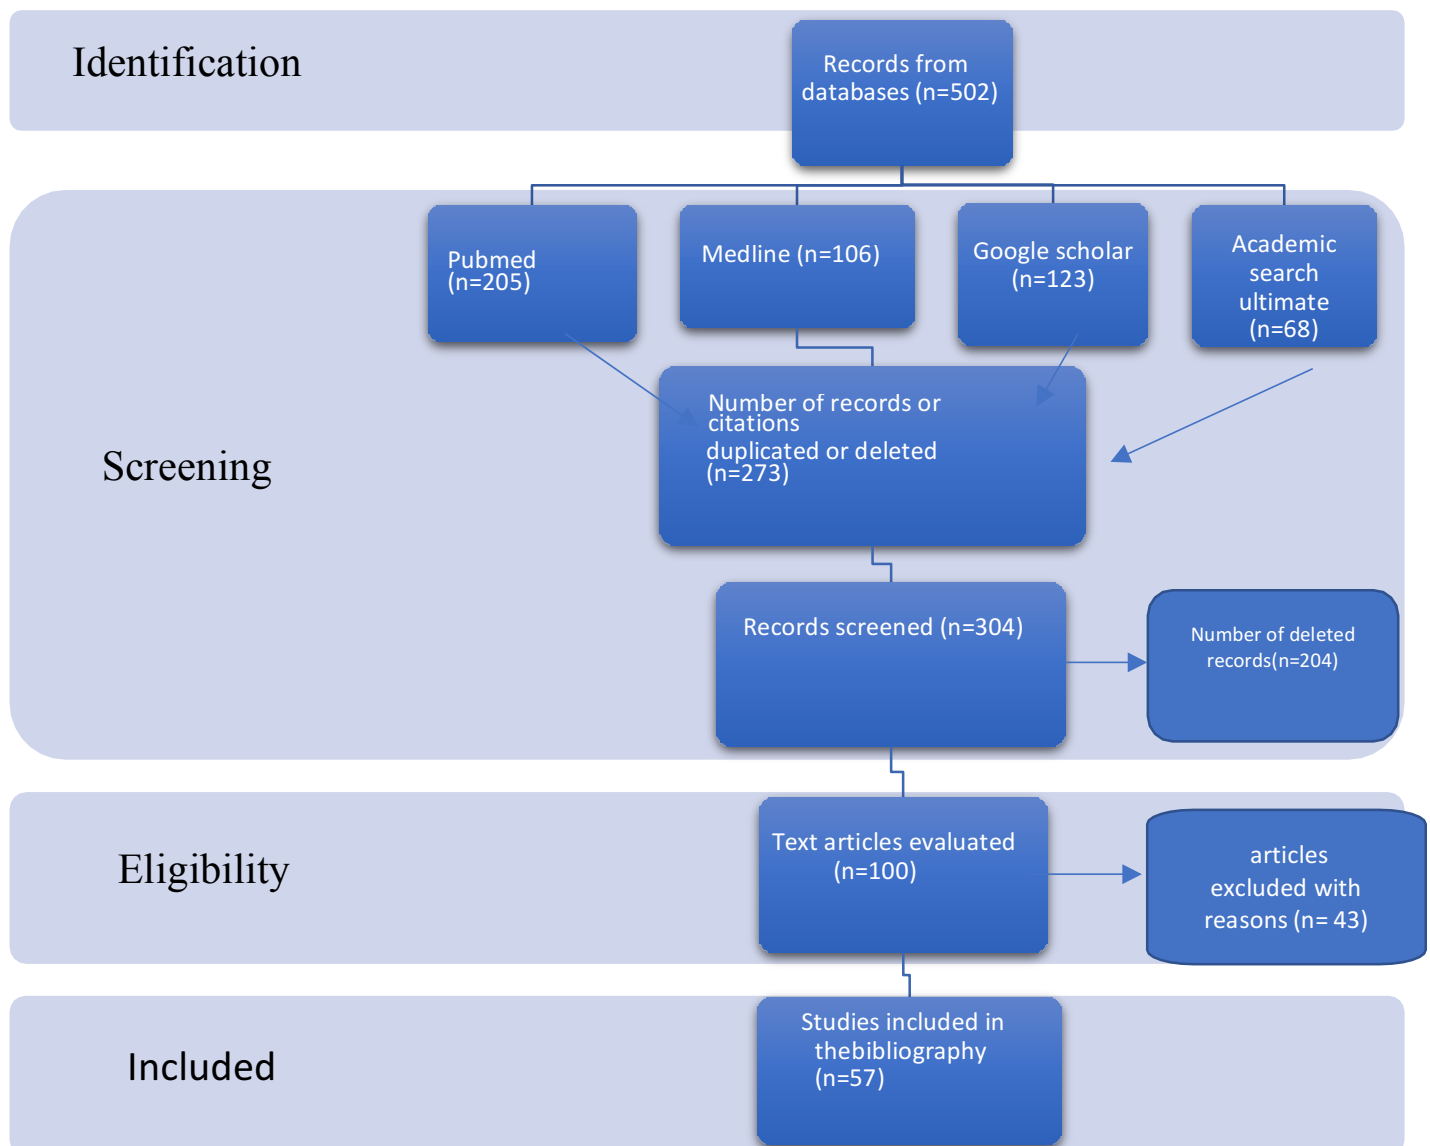 Identification
Records from
databases (n=502)
Pubmed
(n=205)
Medline (n=106)
Google scholar
(n=123)
Academic
search
ultimate
(n=68)
Screening
Number of records or
citations
duplicated or deleted
(n=273)
Records screened (n=304)
Number of deleted
records(n=204)
Eligibility
Text articles evaluated
(n=100)
articles
excluded with
reasons (n= 43)
Included
Studies included in
thebibliography
(n=57)